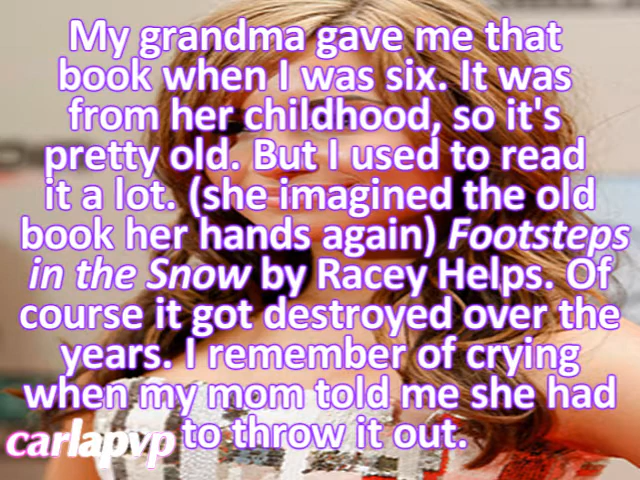 My grandma gave me that
book when I was six. It was
from her childhood, so it's
pretty old. But I used to read
it a lot. (she imagined the old
book her hands again) Footsteps
in the Snow by Racey Helps. Of
course it got destroyed over the
years. I remember of crying
when my mom told me she had
to throw it out.
carlapvp